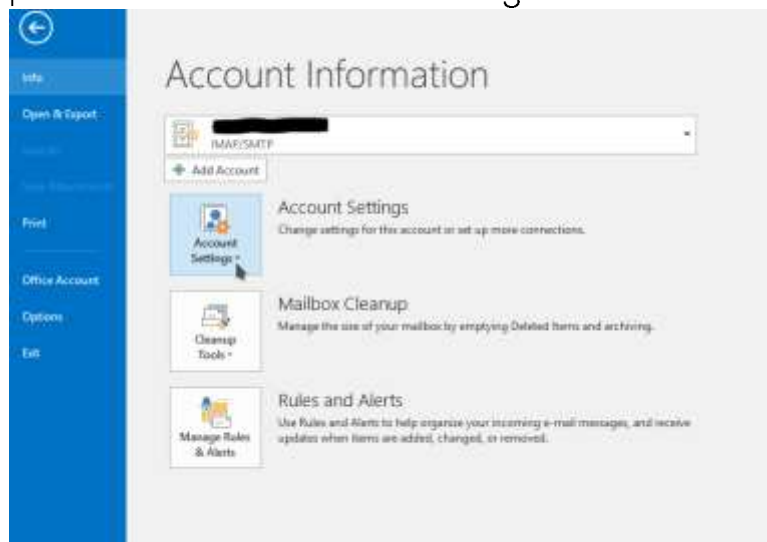 Info
Account Information
Open & Export
IMAP/SMTP
Add Account
Account Settings
Change settings for this account or set up more connections.
Account
Settings
Print
Office Account
Options
Exit
Mailbox Cleanup
Manage the size of your mailbox by emptying Deleted Items and archiving.
Cleanup
Tools
Rules and Alerts
Use Rules and Alerts to help organize your incoming e-mail messages, and receive
updates when items are added, changed, or removed.
Manage Rules
& Alerts